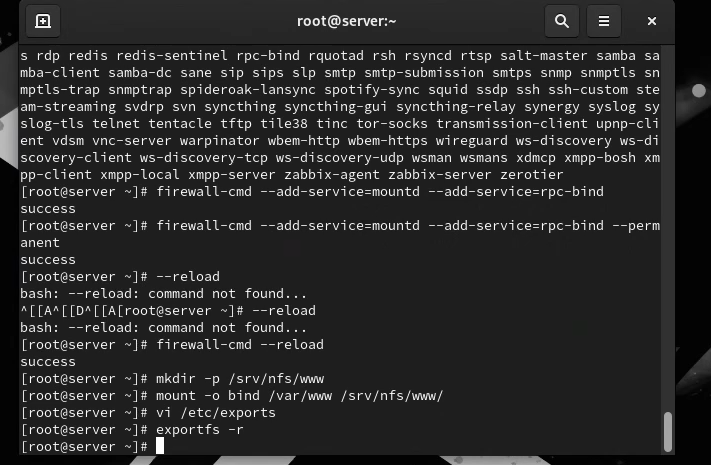 root@server:~
s rdp redis redis-sentinel rpc-bind rquotad rsh rsyncd rtsp salt-master samba sa
mba-client samba-dc sane sip sips slp smtp smtp-submission smtps snmp snmptls sn
mptls-trap snmptrap spideroak-lansync spotify-sync squid ssdp ssh ssh-custom ste
am-streaming svdrp svn syncthing syncthing-gui syncthing-relay synergy syslog sy
slog-tls telnet tentacle tftp tile38 tinc tor-socks transmission-client upnp-cli
ent vdsm vnc-server warpinator wbem-http wbem-https wireguard ws-discovery ws-di
scovery-client ws-discovery-tcp ws-discovery-udp wsman wsmans xdmcp xmpp-bosh xm
pp-client xmpp-local xmpp-server zabbix-agent zabbix-server zerotier
[root@server ~]# firewall-cmd --add-service=mountd --add-service=rpc-bind
success
[root@server ~]# firewall-cmd --add-service=mountd --add-service=rpc-bind --perm
anent
success
[root@server ~]# --reload
bash: --reload: command not found...
^[[A^[[D^[[A[root@server ~]# --reload
bash: --reload: command not found...
[root@server ~]# firewall-cmd --reload
success
[root@server ~]# mkdir -p /srv/nfs/www
[root@server ~]# mount -o bind /var/www /srv/nfs/www/
[root@server ~]# vi /etc/exports
[root@server ~]# exportfs -r
[root@server ~]#